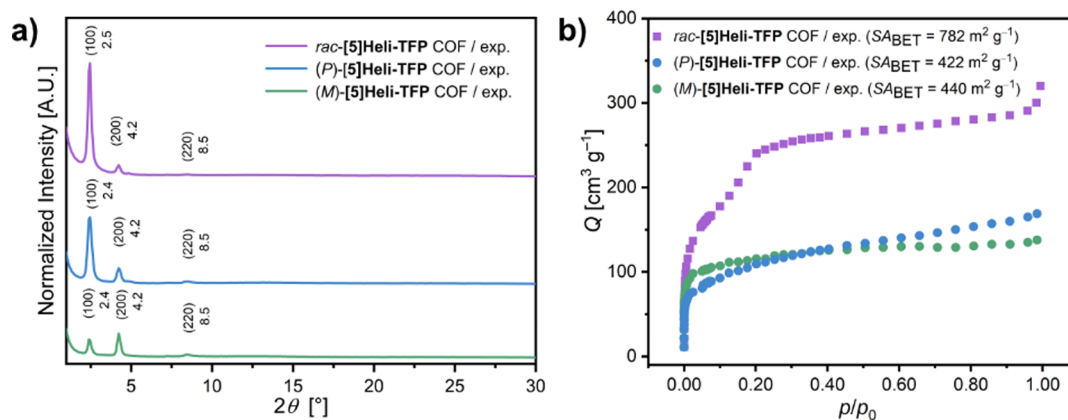 a)
Normalized Intensity [A.U.]
rac-[5]Heli-TFP COF / exp.
(P)-[5]Heli-TFP COF / exp.
(M)-[5]Heli-TFP COF / exp.
(100)
2.5
(200)
4.2
(220)
8.5
(100)
2.4
(200)
4.2
(220)
8.5
(100)
2.4
(200)
4.2
(220)
8.5
5
10
15
20
25
30
2θ [°]
b)
Q [cm³ g⁻¹]
400
300
200
100
0
rac-[5]Heli-TFP COF / exp. (SABET = 782 m² g⁻¹)
(P)-[5]Heli-TFP COF / exp. (SABET = 422 m² g⁻¹)
(M)-[5]Heli-TFP COF / exp. (SABET = 440 m² g⁻¹)
0.00
0.20
0.40
0.60
0.80
1.00
p/p₀